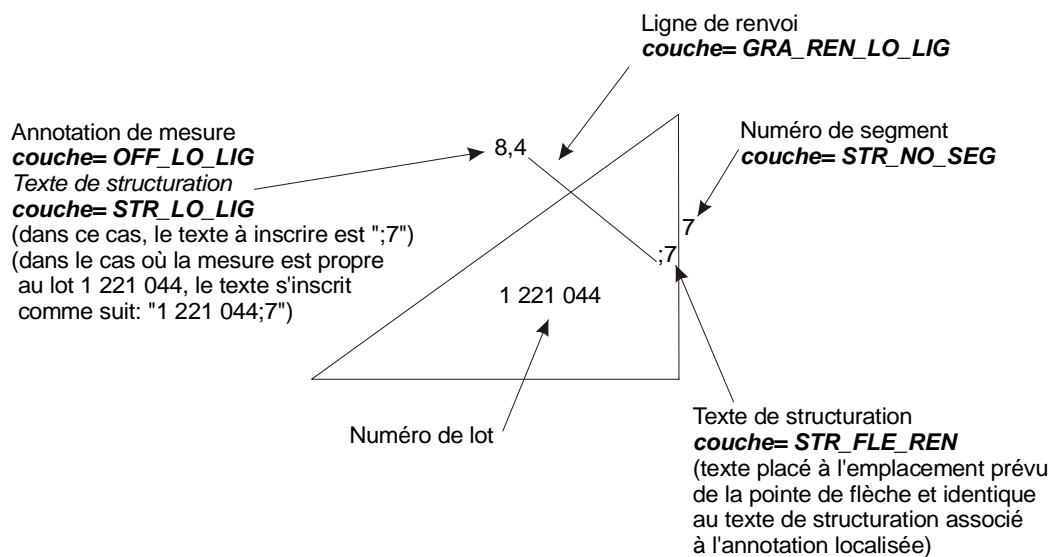 Ligne de renvoi
couche= GRA_REN_LO_LIG
Annotation de mesure
couche= OFF_LO_LIG
Texte de structuration
couche= STR_LO_LIG
(dans ce cas, le texte à inscrire est ";7")
(dans le cas où la mesure est propre
au lot 1 221 044, le texte s'inscrit
comme suit: "1 221 044;7")
8,4
Numéro de segment
couche= STR_NO_SEG
7
;7
1 221 044
Numéro de lot
Texte de structuration
couche= STR_FLE_REN
(texte placé à l'emplacement prévu
de la pointe de flèche et identique
au texte de structuration associé
à l'annotation localisée)